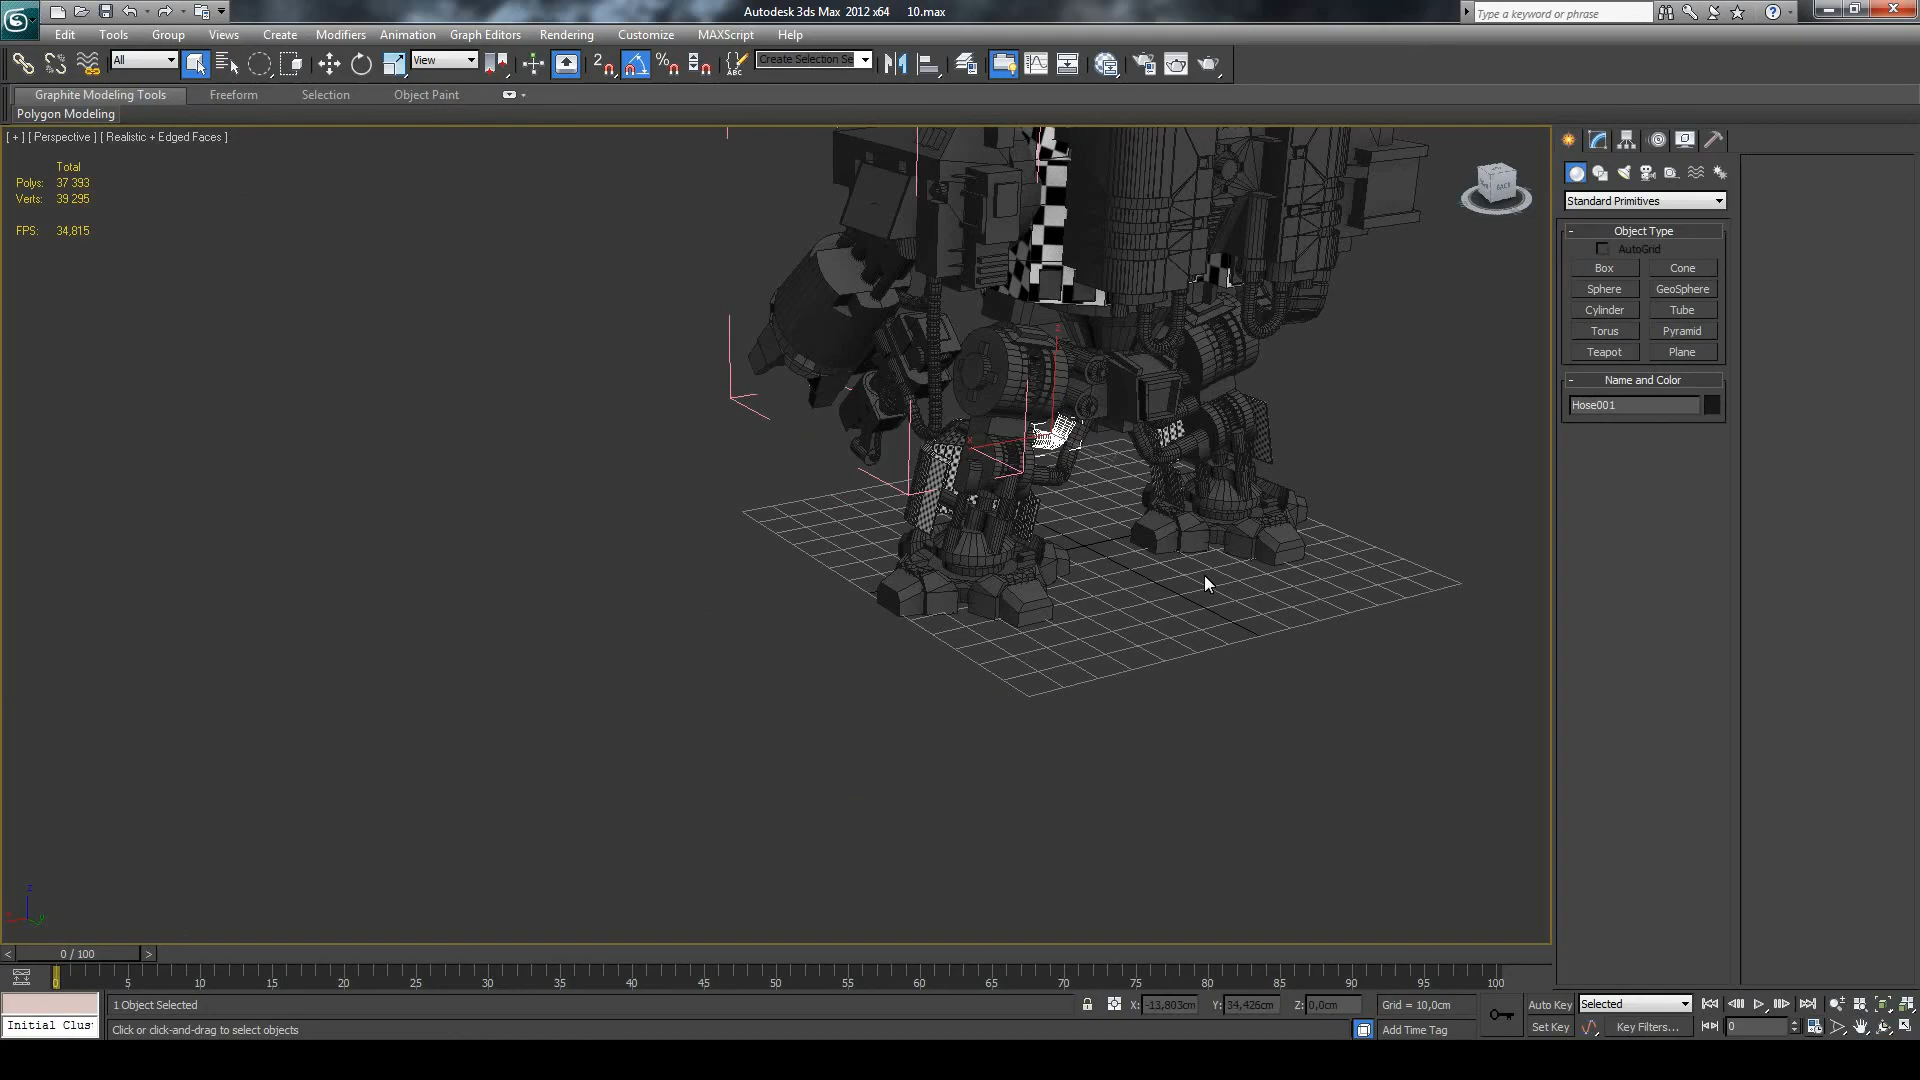 Autodesk 3ds Max 2012 x64 10.max
Type a keyword or phrase
Edit Tools Group Views Create Modifiers Animation Graph Editors Rendering Customize MAXScript Help
All View Create Selection Se
Graphite Modeling Tools Freeform Selection Object Paint
Polygon Modeling
[ + ] [ Perspective ] [ Realistic + Edged Faces ]
Total
Polys: 37 393
Verts: 39 295
FPS: 34,815
BACK
Standard Primitives
- Object Type
AutoGrid
Box Cone
Sphere GeoSphere
Cylinder Tube
Torus Pyramid
Teapot Plane
- Name and Color
Hose001
z
x
z
< 0 / 100 >
0 5 10 15 20 25 30 35 40 45 50 55 60 65 70 75 80 85 90 95 100
1 Object Selected X: -13,803cm Y: 34,426cm Z: 0,0cm Grid = 10,0cm Auto Key Selected
Initial Clus Click or click-and-drag to select objects Add Time Tag Set Key Key Filters... 0